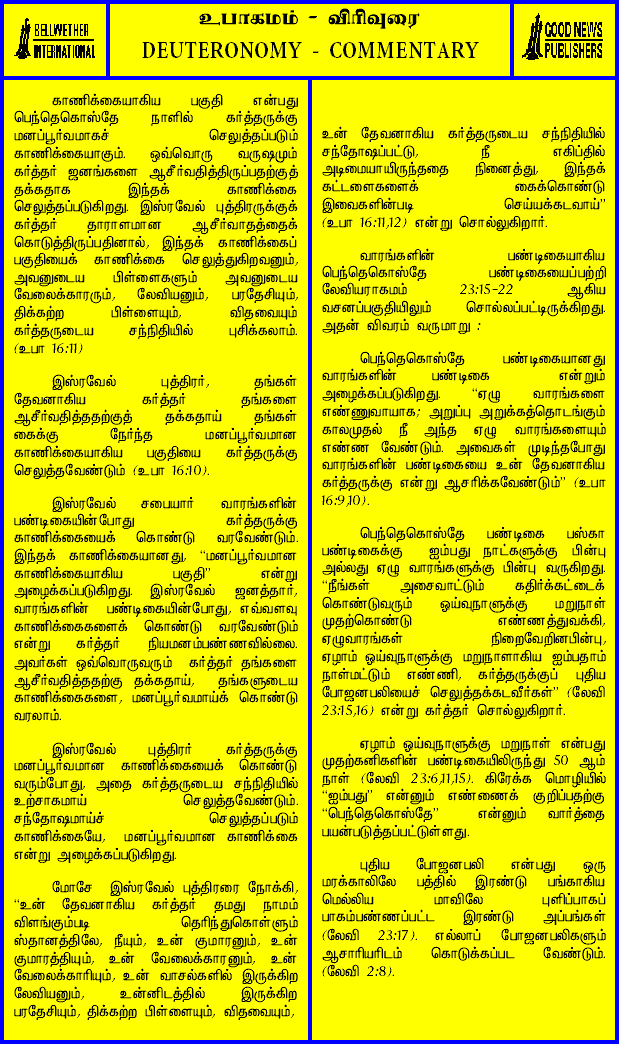 BELLWETHER
INTERNATIONAL
உபாகமம் - விரிவுரை
DEUTERONOMY - COMMENTARY
GOOD NEWS
PUBLISHERS
காணிக்கையாகிய பகுதி என்பது
பெந்தெகொஸ்தே நாளில் கர்த்தருக்கு
மனப்பூர்வமாகச் செலுத்தப்படும்
காணிக்கையாகும். ஒவ்வொரு வருஷமும்
கர்த்தர் ஜனங்களை ஆசீர்வதித்திருப்பதற்குத்
தக்கதாக இந்தக் காணிக்கை
செலுத்தப்படுகிறது. இஸ்ரவேல் புத்திரருக்குக்
கர்த்தர் தாராளமான ஆசீர்வாதத்தைக்
கொடுத்திருப்பதினால், இந்தக் காணிக்கைப்
பகுதியைக் காணிக்கை செலுத்துகிறவனும்,
அவனுடைய பிள்ளைகளும் அவனுடைய
வேலைக்காரரும், லேவியனும், பரதேசியும்,
திக்கற்ற பிள்ளையும், விதவையும்
கர்த்தருடைய சந்நிதியில் புசிக்கலாம்.
(உபா 16:11)
இஸ்ரவேல் புத்திரர், தங்கள்
தேவனாகிய கர்த்தர் தங்களை
ஆசீர்வதித்ததற்குத் தக்கதாய் தங்கள்
கைக்கு நேர்ந்த மனப்பூர்வமான
காணிக்கையாகிய பகுதியை கர்த்தருக்கு
செலுத்தவேண்டும் (உபா 16:10).
இஸ்ரவேல் சபையார் வாரங்களின்
பண்டிகையின்போது கர்த்தருக்கு
காணிக்கையைக் கொண்டு வரவேண்டும்.
இந்தக் காணிக்கையானது, “மனப்பூர்வமான
காணிக்கையாகிய பகுதி” என்று
அழைக்கப்படுகிறது. இஸ்ரவேல் ஜனத்தார்,
வாரங்களின் பண்டிகையின்போது, எவ்வளவு
காணிக்கைகளைக் கொண்டு வரவேண்டும்
என்று கர்த்தர் நியமனம்பண்ணவில்லை.
அவர்கள் ஒவ்வொருவரும் கர்த்தர் தங்களை
ஆசீர்வதித்ததற்கு தக்கதாய், தங்களுடைய
காணிக்கைகளை, மனப்பூர்வமாய்க் கொண்டு
வரலாம்.
இஸ்ரவேல் புத்திரர் கர்த்தருக்கு
மனப்பூர்வமான காணிக்கையைக் கொண்டு
வரும்போது, அதை கர்த்தருடைய சந்நிதியில்
உற்சாகமாய் செலுத்தவேண்டும்.
சந்தோஷமாய்ச் செலுத்தப்படும்
காணிக்கையே, மனப்பூர்வமான காணிக்கை
என்று அழைக்கப்படுகிறது.
மோசே இஸ்ரவேல் புத்திரரை நோக்கி,
“உன் தேவனாகிய கர்த்தர் தமது நாமம்
விளங்கும்படி தெரிந்துகொள்ளும்
ஸ்தானத்திலே, நீயும், உன் குமாரனும், உன்
குமாரத்தியும், உன் வேலைக்காரனும், உன்
வேலைக்காரியும், உன் வாசல்களில் இருக்கிற
லேவியனும், உன்னிடத்தில் இருக்கிற
பரதேசியும், திக்கற்ற பிள்ளையும், விதவையும்,
உன் தேவனாகிய கர்த்தருடைய சந்நிதியில்
சந்தோஷப்பட்டு, நீ எகிப்தில்
அடிமையாயிருந்ததை நினைத்து, இந்தக்
கட்டளைகளைக் கைக்கொண்டு
இவைகளின்படி செய்யக்கடவாய்”
(உபா 16:11,12) என்று சொல்லுகிறார்.
வாரங்களின் பண்டிகையாகிய
பெந்தெகொஸ்தே பண்டிகையைப்பற்றி
லேவியராகமம் 23:15-22 ஆகிய
வசனப்பகுதியிலும் சொல்லப்பட்டிருக்கிறது.
அதன் விவரம் வருமாறு :
பெந்தெகொஸ்தே பண்டிகையானது
வாரங்களின் பண்டிகை என்றும்
அழைக்கப்படுகிறது. “ஏழு வாரங்களை
எண்ணுவாயாக; அறுப்பு அறுக்கத்தொடங்கும்
காலமுதல் நீ அந்த ஏழு வாரங்களையும்
எண்ண வேண்டும். அவைகள் முடிந்தபோது
வாரங்களின் பண்டிகையை உன் தேவனாகிய
கர்த்தருக்கு என்று ஆசரிக்கவேண்டும்” (உபா
16:9,10).
பெந்தெகொஸ்தே பண்டிகை பஸ்கா
பண்டிகைக்கு ஐம்பது நாட்களுக்கு பின்பு
அல்லது ஏழு வாரங்களுக்கு பின்பு வருகிறது.
“நீங்கள் அசைவாட்டும் கதிர்க்கட்டைக்
கொண்டுவரும் ஓய்வுநாளுக்கு மறுநாள்
முதற்கொண்டு எண்ணத்துவக்கி,
ஏழுவாரங்கள் நிறைவேறினபின்பு,
ஏழாம் ஓய்வுநாளுக்கு மறுநாளாகிய ஐம்பதாம்
நாள்மட்டும் எண்ணி, கர்த்தருக்குப் புதிய
போஜனபலியைச் செலுத்தக்கடவீர்கள்” (லேவி
23:15,16) என்று கர்த்தர் சொல்லுகிறார்.
ஏழாம் ஓய்வுநாளுக்கு மறுநாள் என்பது
முதற்கனிகளின் பண்டிகையிலிருந்து 50 ஆம்
நாள் (லேவி 23:6,11,15). கிரேக்க மொழியில்
“ஐம்பது” என்னும் எண்ணைக் குறிப்பதற்கு
“பெந்தெகொஸ்தே” என்னும் வார்த்தை
பயன்படுத்தப்பட்டுள்ளது.
புதிய போஜனபலி என்பது ஒரு
மரக்காலிலே பத்தில் இரண்டு பங்காகிய
மெல்லிய மாவிலே புளிப்பாகப்
பாகம்பண்ணப்பட்ட இரண்டு அப்பங்கள்
(லேவி 23:17). எல்லாப் போஜனபலிகளும்
ஆசாரியரிடம் கொடுக்கப்பட வேண்டும்.
(லேவி 2:8).